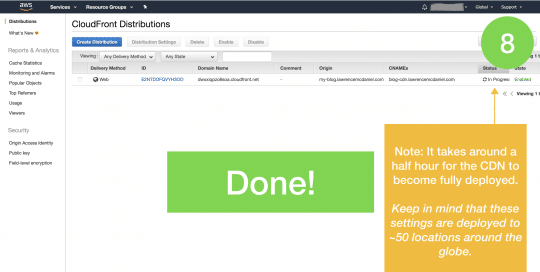 aws
Services
Resource Groups
Global
Support
Distributions
What's New
Reports & Analytics
Cache Statistics
Monitoring and Alarms
Popular Objects
Top Referrers
Usage
Viewers
Security
Origin Access Identity
Public key
Field-level encryption
CloudFront Distributions
Create Distribution
Distribution Settings
Delete
Enable
Disable
Viewing :
Any Delivery Method
Any State
Delivery Method
ID
Domain Name
Comment
Origin
CNAMEs
Status
State
Web
-
my-blog.lawrencemcdaniel.com
blog-cdn.lawrencemcdaniel.com
In Progress
Enabled
Viewing 1 t
8
Done!
Note: It takes around a
half hour for the CDN to
become fully deployed.
Keep in mind that these
settings are deployed to
~50 locations around the
globe.